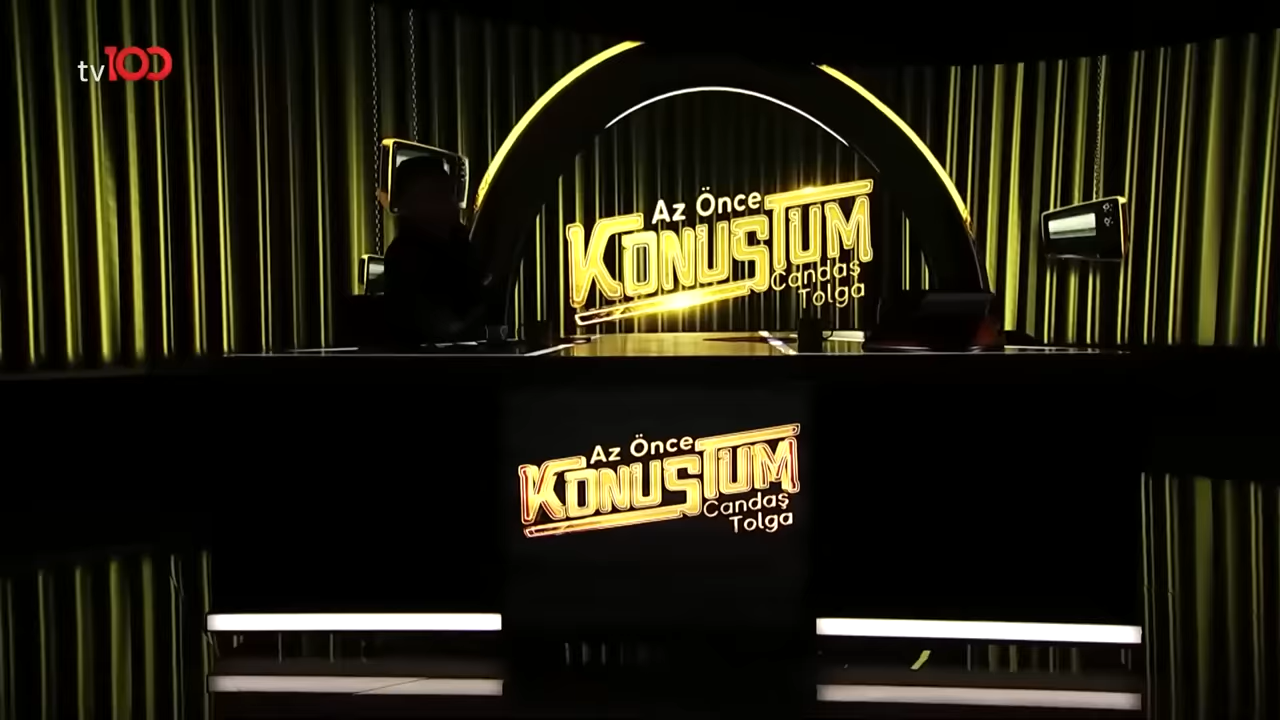 tv100
Az Önce
KONUŞTUM
Candaş
Tolga
Az Önce
KONUŞTUM
Candaş
Tolga